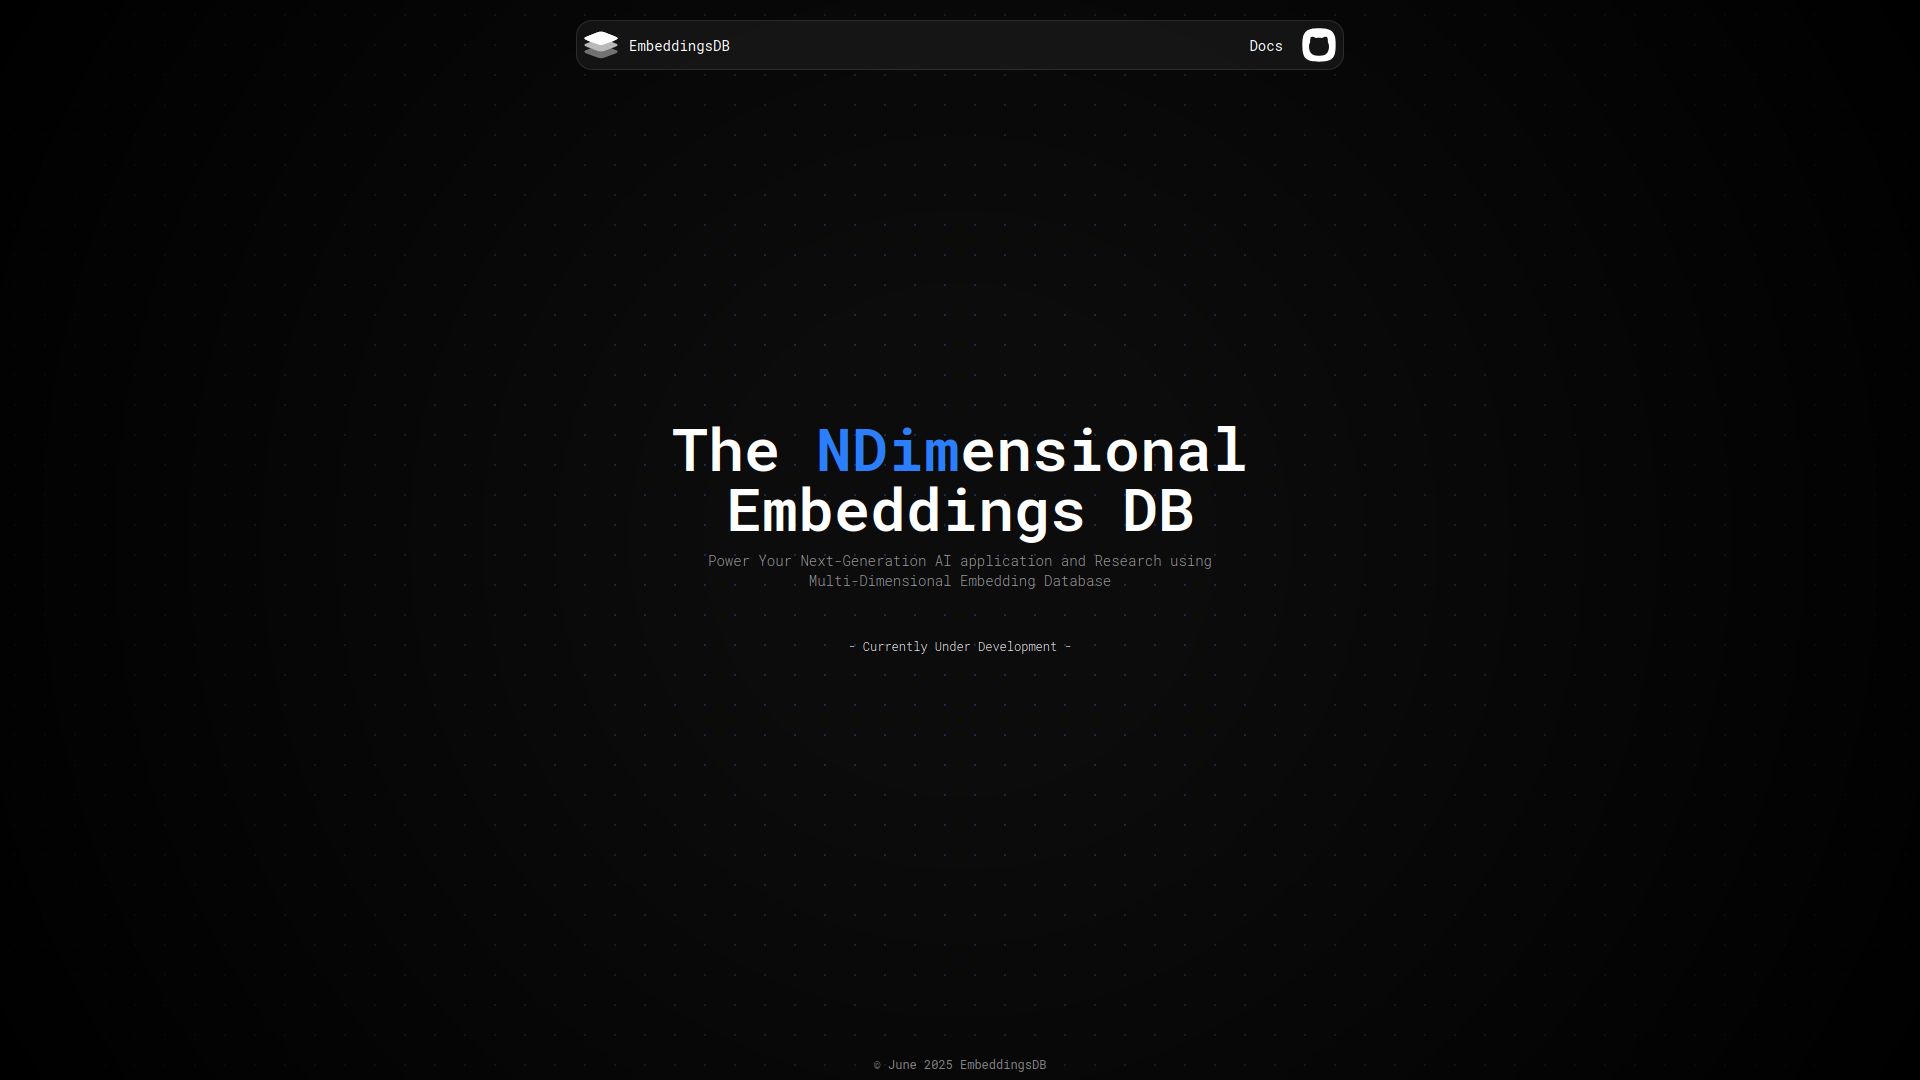 EmbeddingsDB
Docs
The NDimensional
Embeddings DB
Power Your Next-Generation AI application and Research using
Multi-Dimensional Embedding Database
- Currently Under Development -
© June 2025 EmbeddingsDB